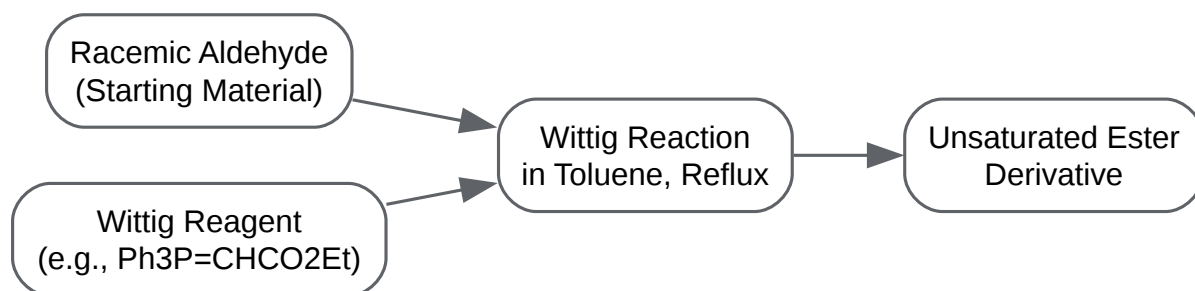 Racemic Aldehyde
(Starting Material)
Wittig Reagent
(e.g., Ph3P=CHCO2Et)
Wittig Reaction
in Toluene, Reflux
Unsaturated Ester
Derivative